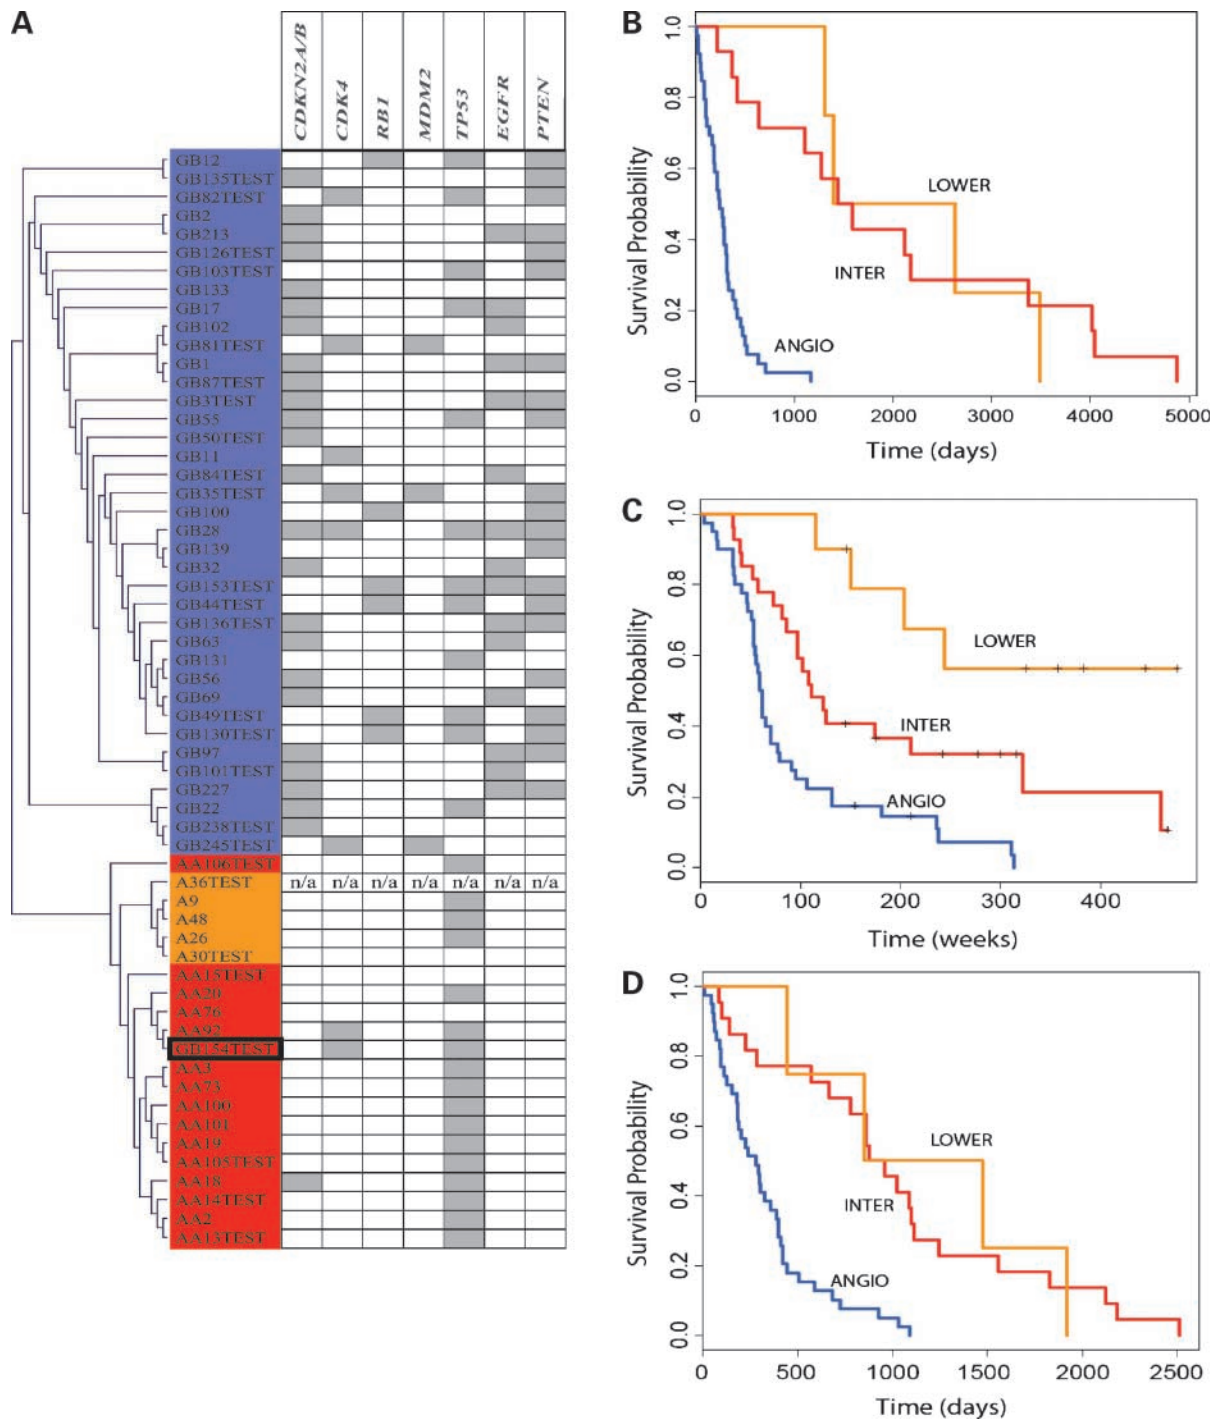 A
CDKN2A/B
CDK4
RB1
MDM2
TP53
EGFR
PTEN
GB12
GB135TEST
GB82TEST
GB2
GB213
GB126TEST
GB103TEST
GB133
GB17
GB102
GB81TEST
GB1
GB87TEST
GB3TEST
GB55
GB50TEST
GB11
GB84TEST
GB35TEST
GB100
GB28
GB139
GB32
GB153TEST
GB44TEST
GB136TEST
GB63
GB131
GB56
GB69
GB49TEST
GB130TEST
GB97
GB101TEST
GB227
GB22
GB238TEST
GB245TEST
AA106TEST
A36TEST n/a n/a n/a n/a n/a n/a n/a
A9
A48
A26
A30TEST
AA15TEST
AA20
AA76
AA92
GB154TEST
AA3
AA73
AA100
AA101
AA19
AA105TEST
AA18
AA14TEST
AA2
AA13TEST
B
Survival Probability
1.0
0.8
0.6
0.4
0.2
0.0
LOWER
INTER
ANGIO
0 1000 2000 3000 4000 5000
Time (days)
C
Survival Probability
1.0
0.8
0.6
0.4
0.2
0.0
LOWER
INTER
ANGIO
0 100 200 300 400
Time (weeks)
D
Survival Probability
1.0
0.8
0.6
0.4
0.2
0.0
LOWER
INTER
ANGIO
0 500 1000 1500 2000 2500
Time (days)